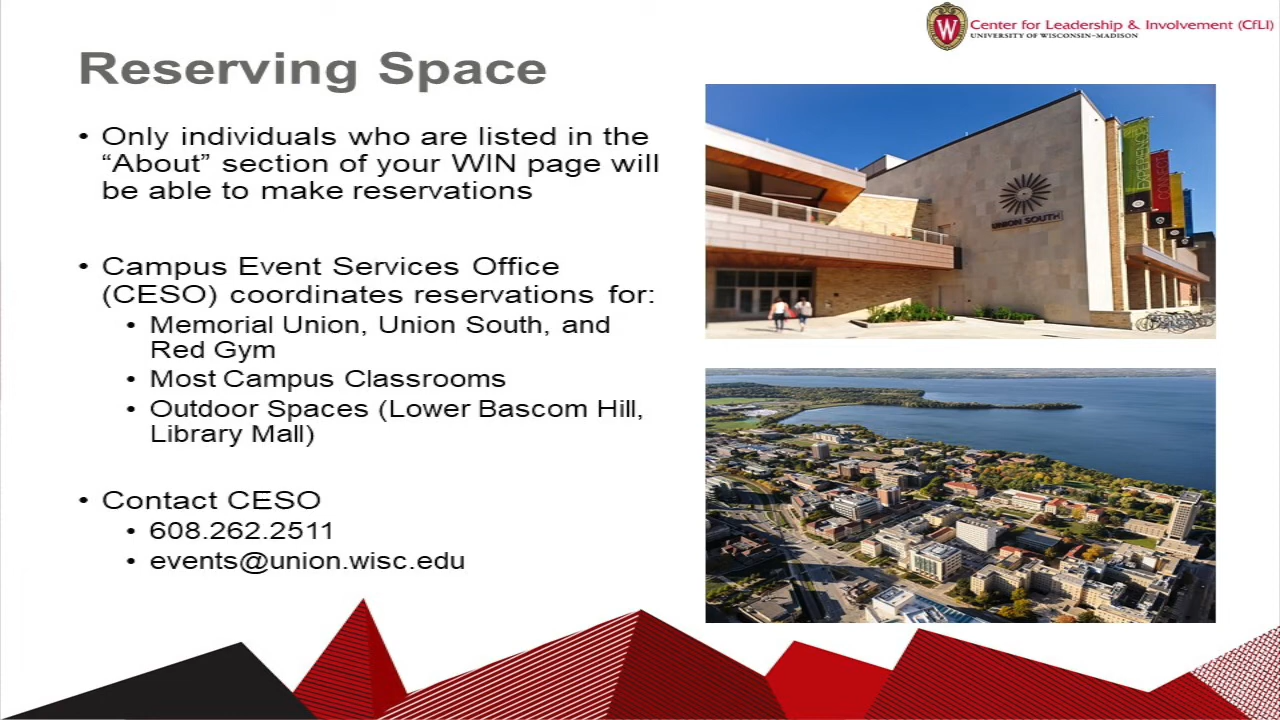 Center for Leadership & Involvement (CfLI)
UNIVERSITY OF WISCONSIN–MADISON
Reserving Space
• Only individuals who are listed in the
“About” section of your WIN page will
be able to make reservations
• Campus Event Services Office
(CESO) coordinates reservations for:
• Memorial Union, Union South, and
Red Gym
• Most Campus Classrooms
• Outdoor Spaces (Lower Bascom Hill,
Library Mall)
• Contact CESO
• 608.262.2511
• events@union.wisc.edu
W
EXPERIENCE
CONNECT
UNION SOUTH